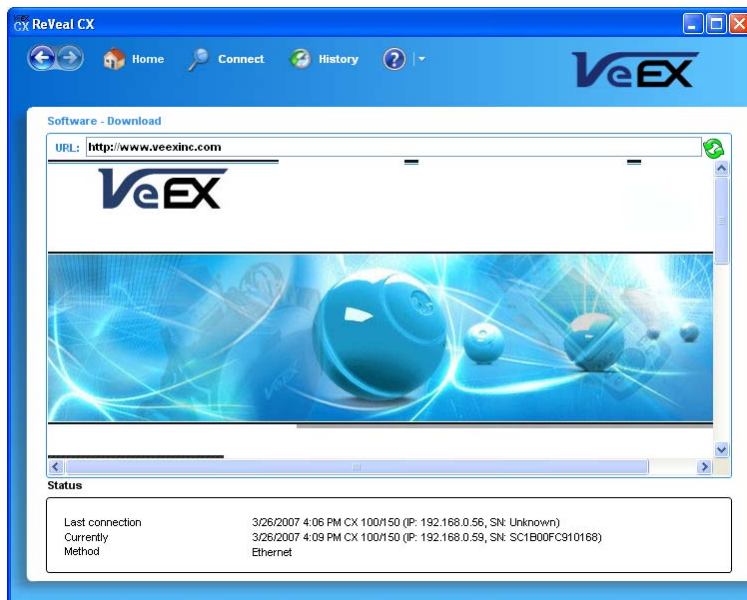 CX ReVeal CX
Home
Connect
History
?
VeEX
Software - Download
URL: http://www.veexinc.com
VeEX
VeEX
Status
Last connection 3/26/2007 4:06 PM CX 100/150 (IP: 192.168.0.56, SN: Unknown)
Currently 3/26/2007 4:09 PM CX 100/150 (IP: 192.168.0.59, SN: SC1B00FC910168)
Method Ethernet